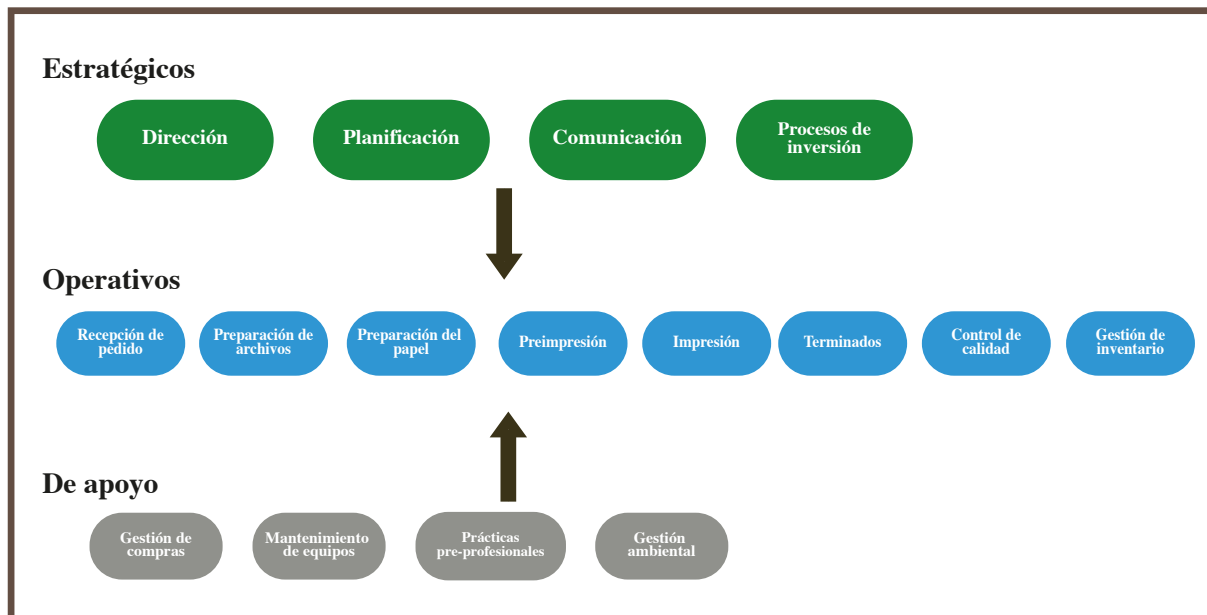 Estratégicos
Dirección
Planificación
Comunicación
Procesos de
inversión
Operativos
Recepción de
pedido
Preparación de
archivos
Preparación del
papel
Preimpresión
Impresión
Terminados
Control de
calidad
Gestión de
inventario
De apoyo
Gestión de
compras
Mantenimiento
de equipos
Prácticas
pre-profesionales
Gestión
ambiental